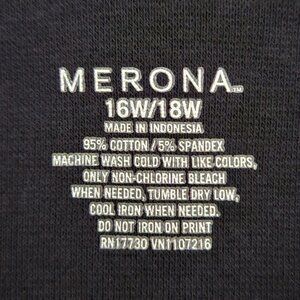 MERONA™
16W/18W
MADE IN INDONESIA
95% COTTON / 5% SPANDEX
MACHINE WASH COLD WITH LIKE COLORS,
ONLY NON-CHLORINE BLEACH
WHEN NEEDED, TUMBLE DRY LOW,
COOL IRON WHEN NEEDED.
DO NOT IRON ON PRINT
RN17730 VN1107216